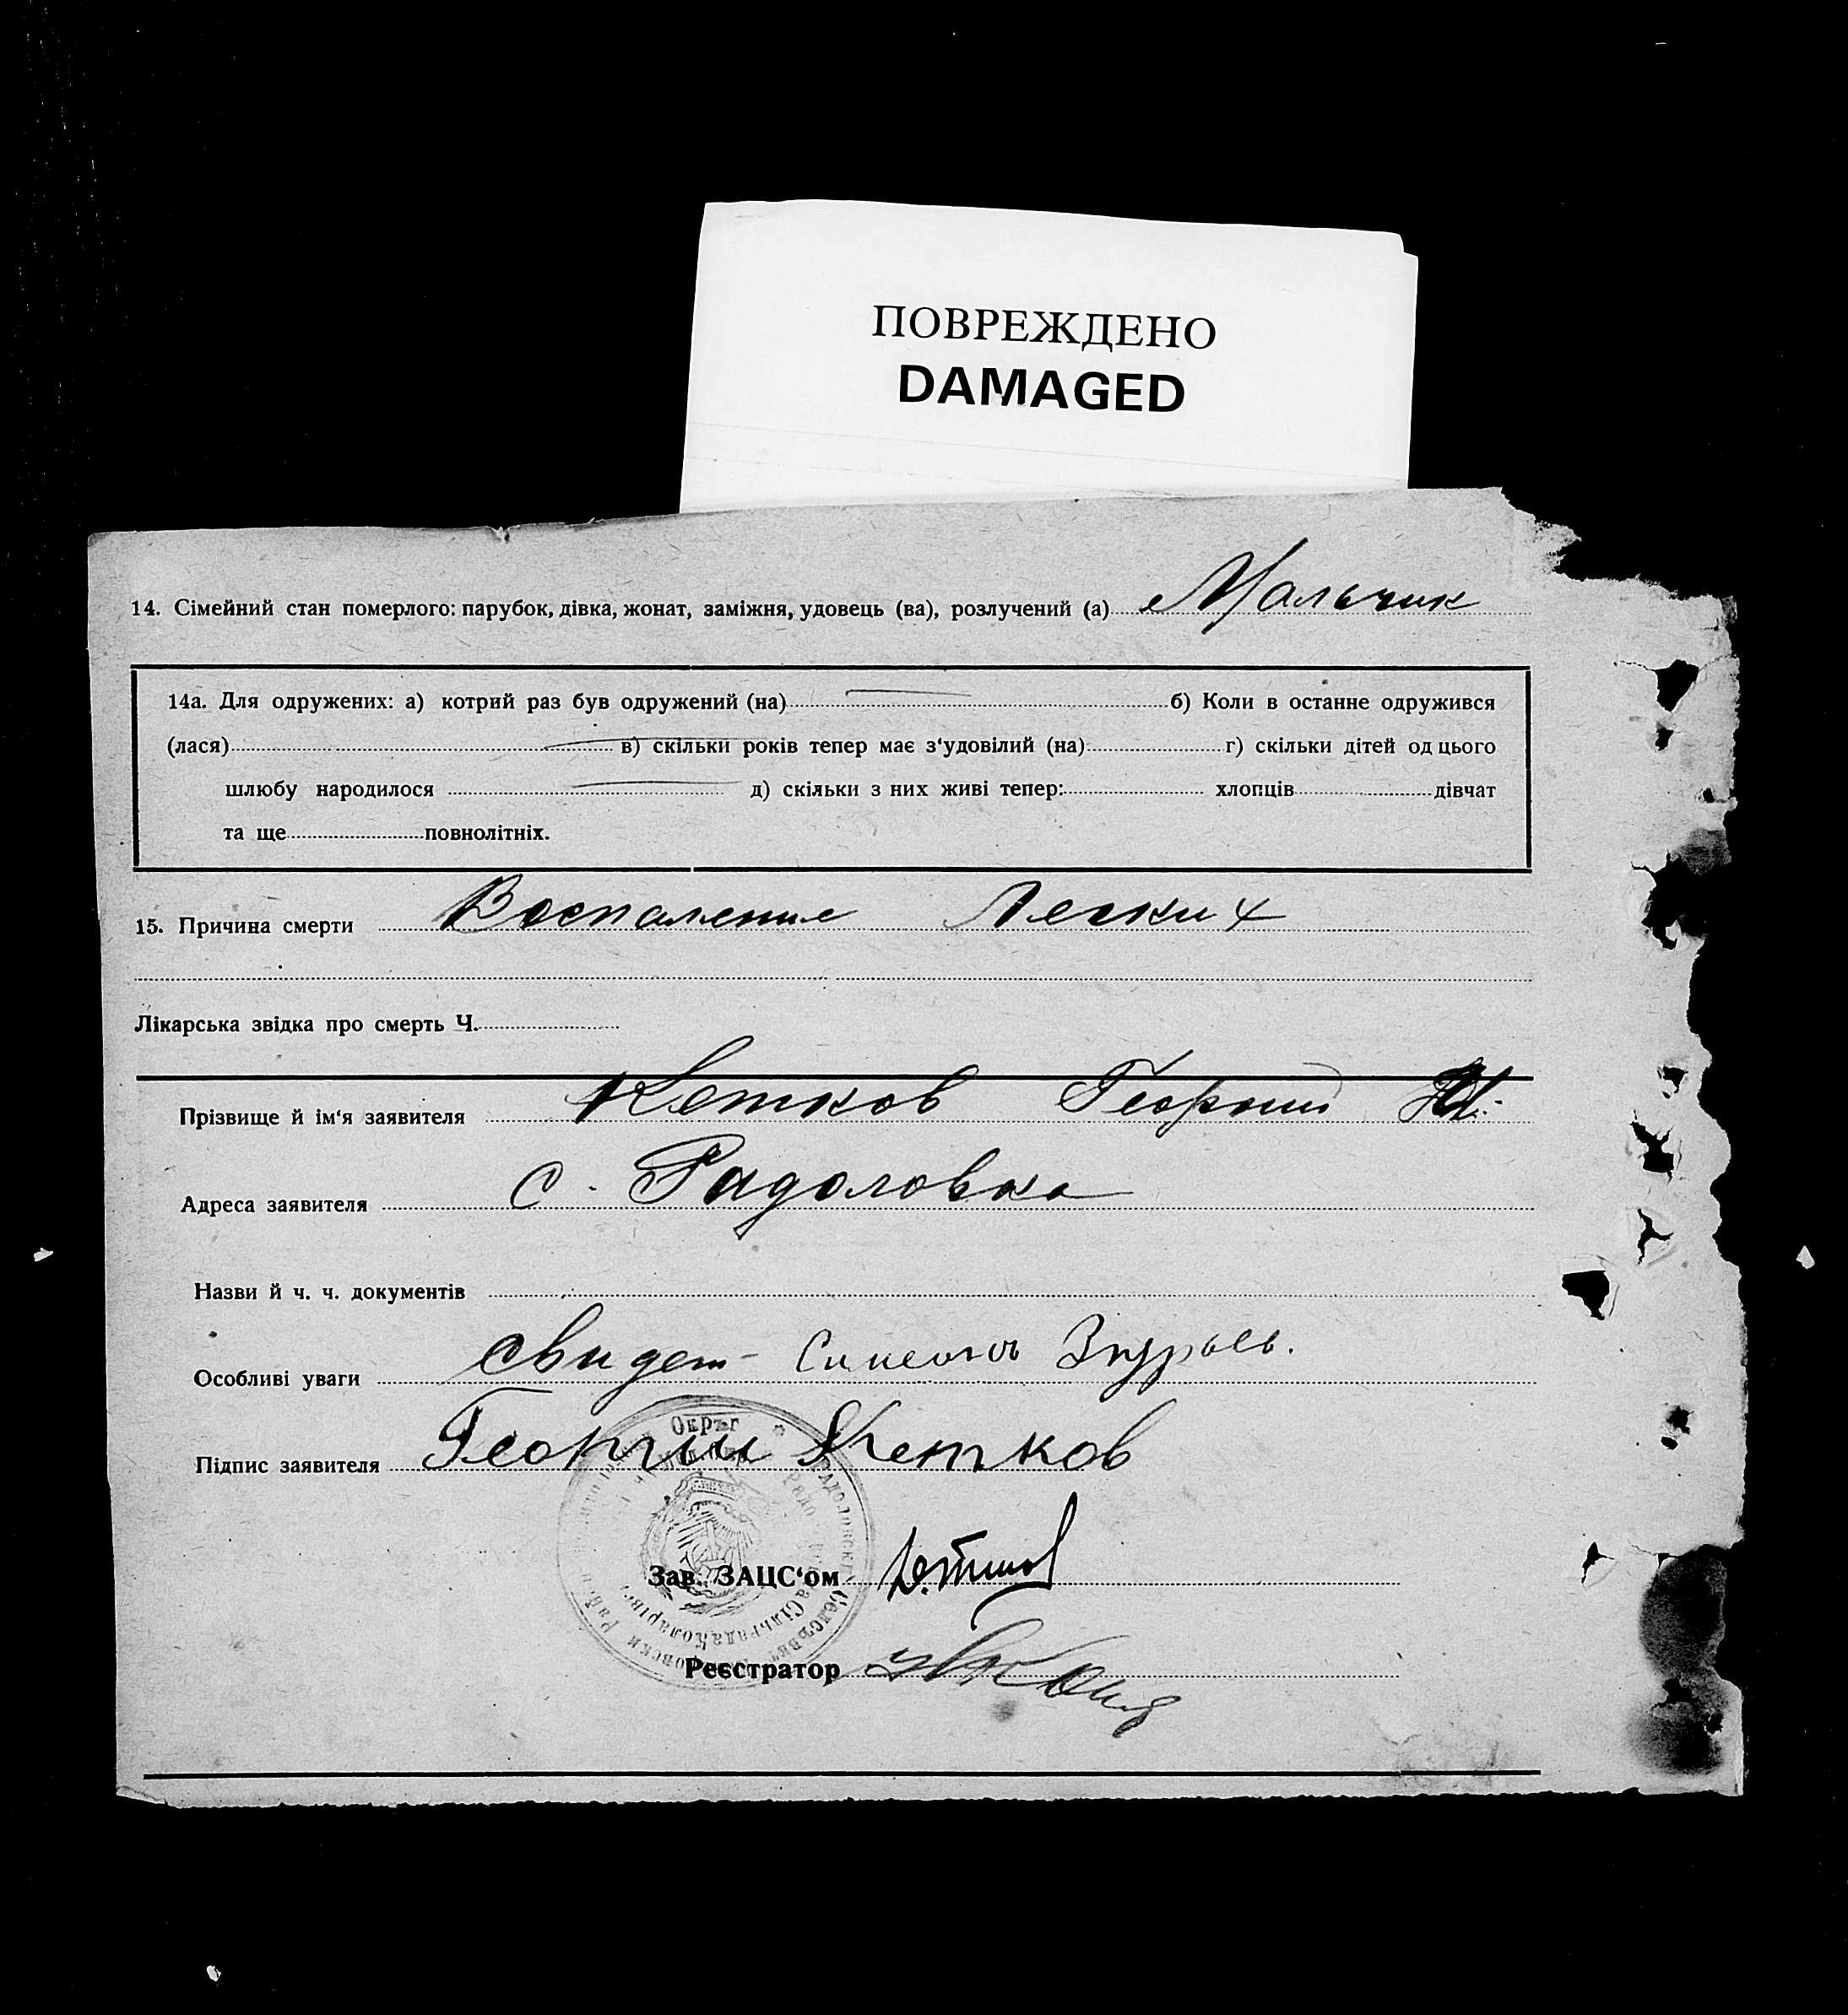 ПОВРЕЖДЕНО
DAMAGED
14. Сімейний стан померлого: парубок, дівка, жонат, заміжня, удовець (ва), розлучений (а) Мальчик
14а. Для одружених: а) котрий раз був одружений (на) б) Коли в останне одружився
(лася) в) скільки років тепер має з‘удовілий (на) г) скільки дітей од цього
шлюбу народилося д) скільки з них живі тепер: хлопців дівчат
та ще повнолітніх.
15. Причина смерти Воспаление Легких
Лікарська звідка про смерть Ч.
Прізвище й ім‘я заявителя Кетков Георгий
Адреса заявителя с. Радоловка
Назви й ч. ч. документів
Особливі уваги свидет-
Підпис заявителя Георгии Кетков
Окръг
Зав. ЗАЦС‘ом
Реєстратор